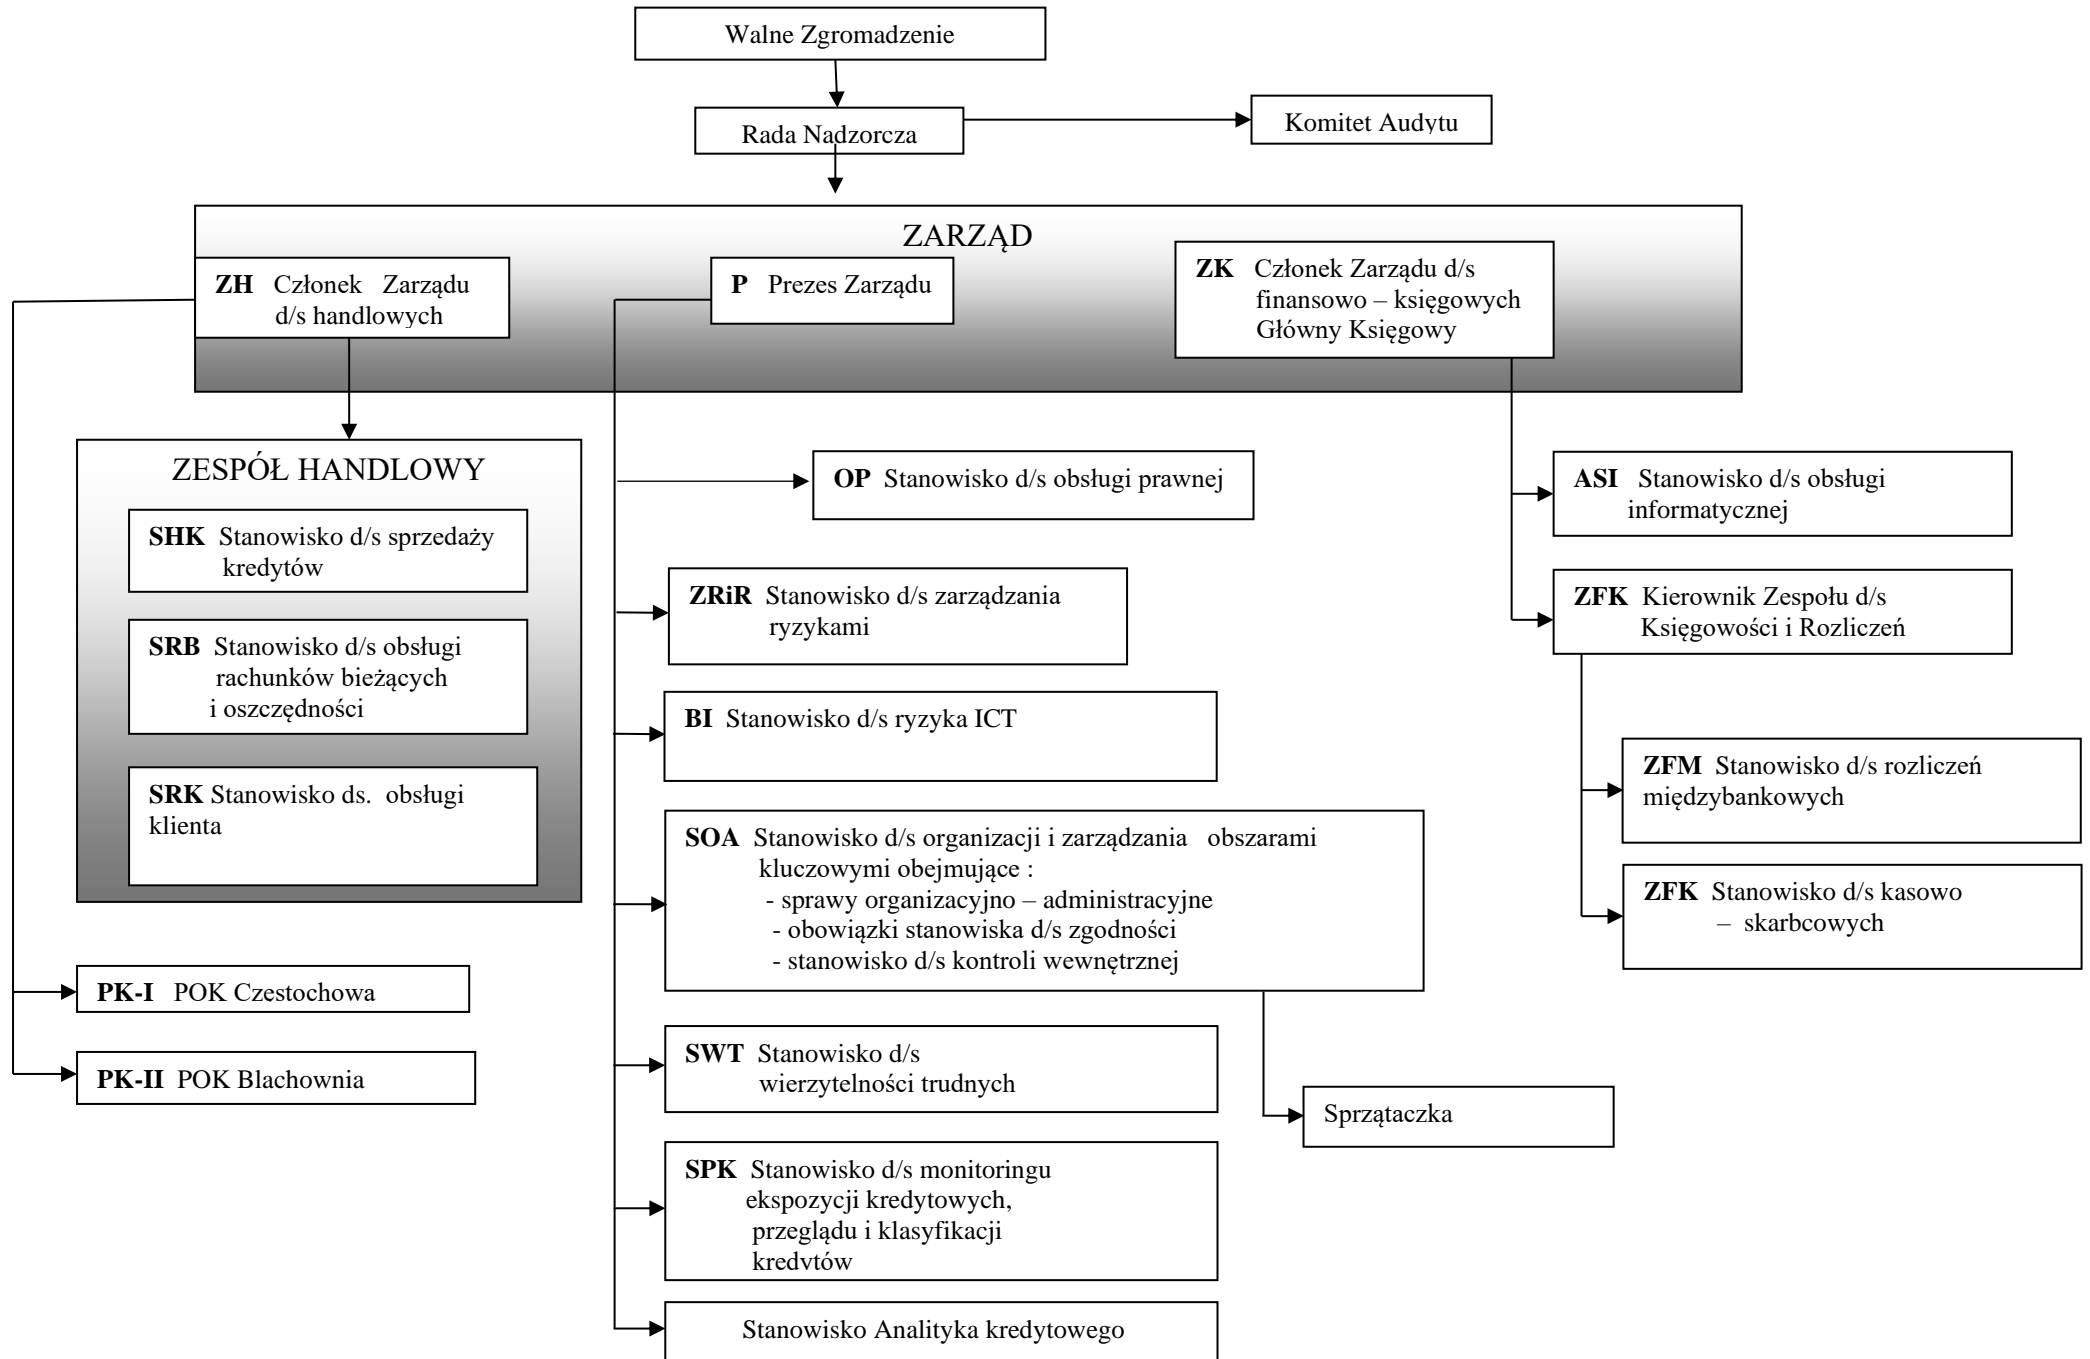 Walne Zgromadzenie
Rada Nadzorcza
Komitet Audytu
ZARZĄD
ZH Członek Zarządu
d/s handlowych
P Prezes Zarządu
ZK Członek Zarządu d/s
finansowo – księgowych
Główny Księgowy
ZESPÓŁ HANDLOWY
SHK Stanowisko d/s sprzedaży
kredytów
SRB Stanowisko d/s obsługi
rachunków bieżących
i oszczędności
SRK Stanowisko ds. obsługi
klienta
PK-I POK Częstochowa
PK-II POK Blachownia
OP Stanowisko d/s obsługi prawnej
ZRiR Stanowisko d/s zarządzania
ryzykami
BI Stanowisko d/s ryzyka ICT
SOA Stanowisko d/s organizacji i zarządzania obszarami
kluczowymi obejmujące :
- sprawy organizacyjno – administracyjne
- obowiązki stanowiska d/s zgodności
- stanowisko d/s kontroli wewnętrznej
SWT Stanowisko d/s
wierzytelności trudnych
Sprzątaczka
SPK Stanowisko d/s monitoringu
ekspozycji kredytowych,
przeglądu i klasyfikacji
kredytów
Stanowisko Analityka kredytowego
ASI Stanowisko d/s obsługi
informatycznej
ZFK Kierownik Zespołu d/s
Księgowości i Rozliczeń
ZFM Stanowisko d/s rozliczeń
międzybankowych
ZFK Stanowisko d/s kasowo
– skarbcowych